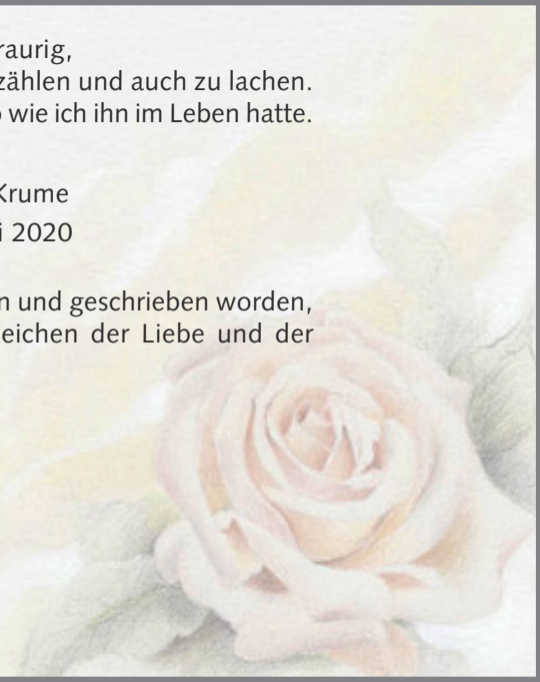 raurig,
zählen und auch zu lachen.
wie ich ihn im Leben hatte.
Krume
i 2020
n und geschrieben worden,
eichen der Liebe und der